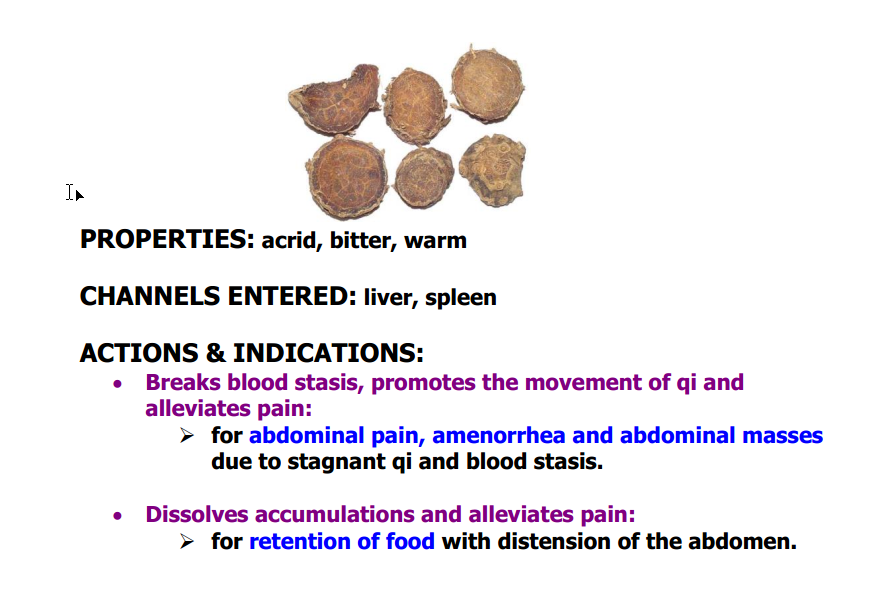 PROPERTIES: acrid, bitter, warm
CHANNELS ENTERED: liver, spleen
ACTIONS & INDICATIONS:
• Breaks blood stasis, promotes the movement of qi and
alleviates pain:
➢ for abdominal pain, amenorrhea and abdominal masses
due to stagnant qi and blood stasis.
• Dissolves accumulations and alleviates pain:
➢ for retention of food with distension of the abdomen.